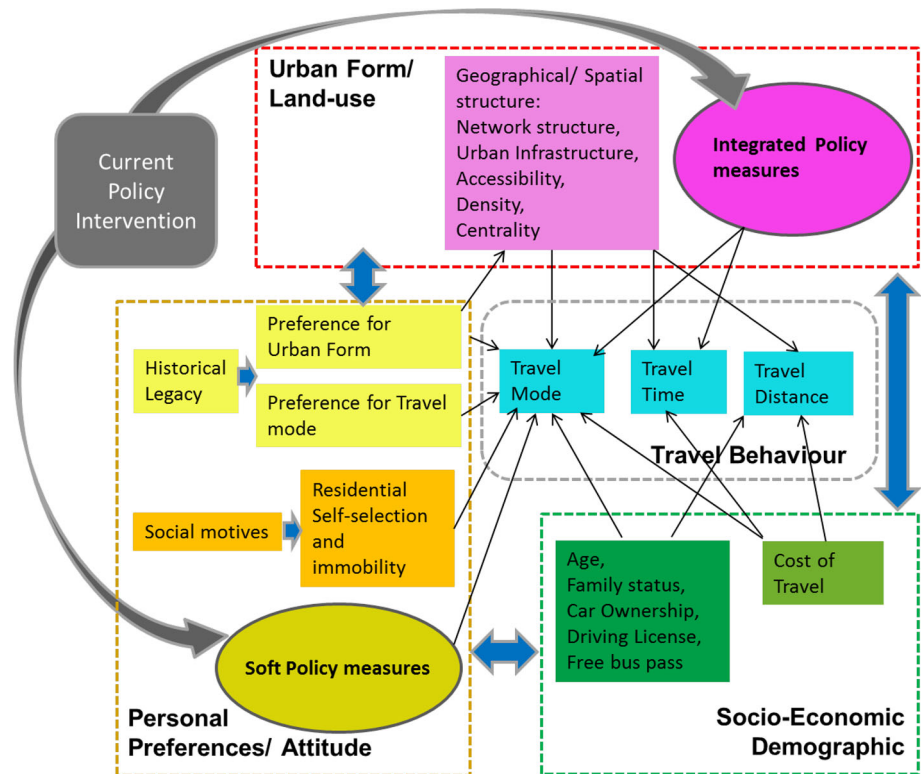 Urban Form/
Land-use
Geographical/ Spatial
structure:
Network structure,
Urban Infrastructure,
Accessibility,
Density,
Centrality
Integrated Policy
measures
Current
Policy
Intervention
Preference for
Urban Form
Historical
Legacy
Preference for Travel
mode
Travel
Mode
Travel
Time
Travel
Distance
Travel Behaviour
Social motives
Residential
Self-selection
and
immobility
Age,
Family status,
Car Ownership,
Driving License,
Free bus pass
Cost of
Travel
Soft Policy measures
Personal
Preferences/ Attitude
Socio-Economic
Demographic